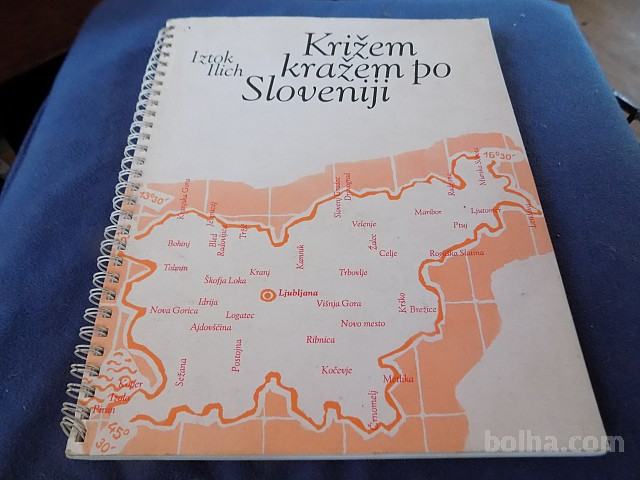 Iztok
Ilich
Križem
kražem po
Sloveniji
16°30'
13°30'
Kranjska Gora
Jesenice
Bled
Radovljica
Tržič
Slovenj Gradec
Dravograd
Radenci
Murska Sobota
Lendava
Bohinj
Velenje
Maribor
Ljutomer
Ptuj
Žalec
Celje
Rogaška Slatina
Kamnik
Tolmin
Škofja Loka
Kranj
Trbovlje
Ljubljana
Idrija
Nova Gorica
Logatec
Ajdovščina
Višnja Gora
Krško
Brežice
Novo mesto
Ribnica
Postojna
Sežana
Kočevje
Metlika
Črnomelj
Koper
Izola
Piran
45°
30'
bolha.com